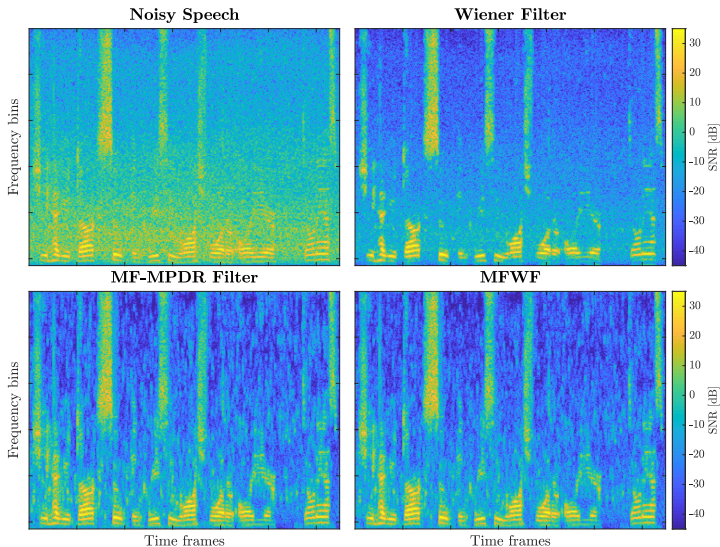 Noisy Speech
Wiener Filter
Frequency bins
30
20
10
0
-10
-20
-30
-40
SNR [dB]
MF-MPDR Filter
MFWF
Frequency bins
30
20
10
0
-10
-20
-30
-40
SNR [dB]
Time frames
Time frames